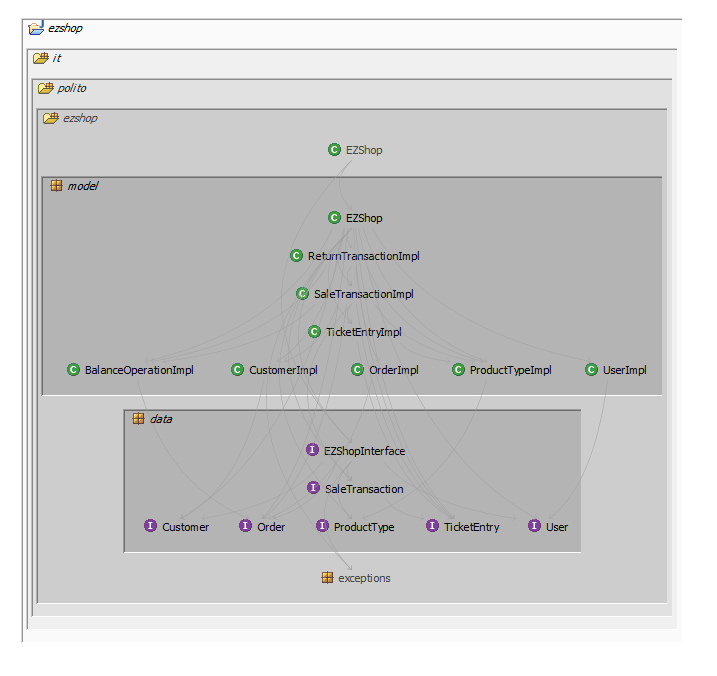 ezshop
it
polito
ezshop
C EZShop
model
C EZShop
C ReturnTransactionImpl
C SaleTransactionImpl
C TicketEntryImpl
C BalanceOperationImpl C CustomerImpl C OrderImpl C ProductTypeImpl C UserImpl
data
I EZShopInterface
I SaleTransaction
I Customer I Order I ProductType I TicketEntry I User
exceptions